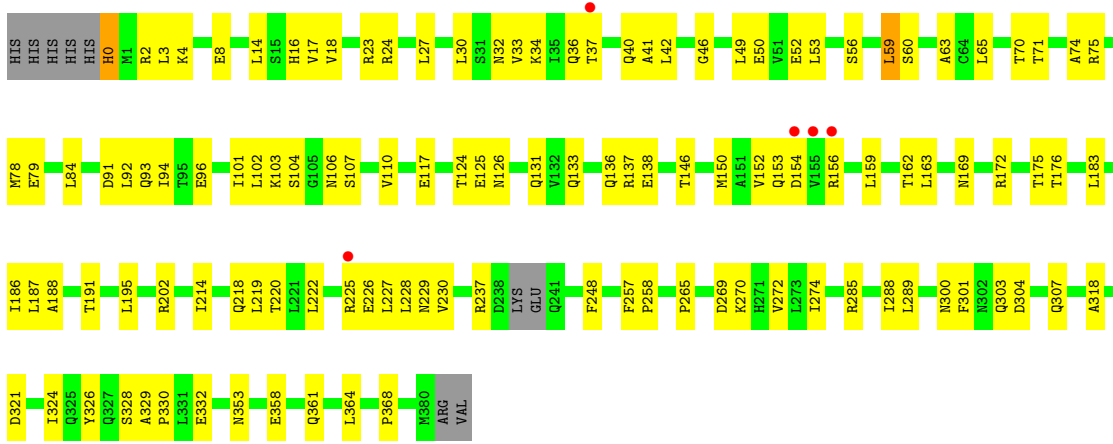 HIS HIS HIS HIS HIS H0 M1 R2 L3 K4 E8 L14 S15 H16 V17 V18 R23 R24 L27 L30 S31 N32 V33 K34 I35 Q36 T37 Q40 A41 L42 G46 L49 E50 V51 E52 L53 S56 L59 S60 A63 C64 L65 T70 T71 A74 R75
M78 E79 L84 D91 L92 Q93 I94 T95 E96 I101 L102 K103 S104 G105 N106 S107 V110 E117 T124 E125 N126 Q131 V132 Q133 Q136 R137 E138 T146 M150 A151 V152 Q153 D154 V155 R156 L159 T162 L163 N169 R172 T175 T176 L183
I186 L187 A188 T191 L195 R202 I214 Q218 L219 T220 L221 L222 R225 E226 L227 L228 N229 V230 R237 D238 LYS GLU Q241 F248 F257 P258 P265 D269 K270 H271 V272 L273 I274 R285 I288 L289 N300 F301 N302 Q303 D304 Q307 A318
D321 I324 Q325 Y326 Q327 S328 A329 P330 L331 E332 N353 E358 Q361 L364 P368 M380 ARG VAL